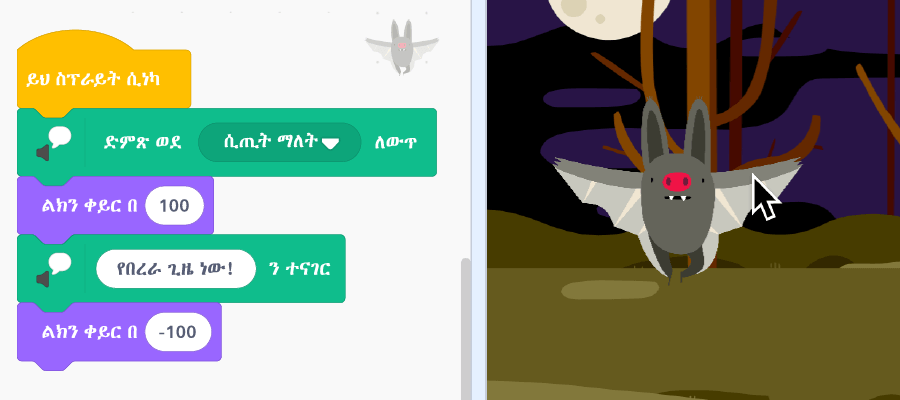 ይህ ስፕራይት ሲነካ
ድምጽ ወደ ሲጢት ማለት ለውጥ
ልክን ቀይር በ 100
የበረራ ጊዜ ነው! ን ተናገር
ልክን ቀይር በ -100